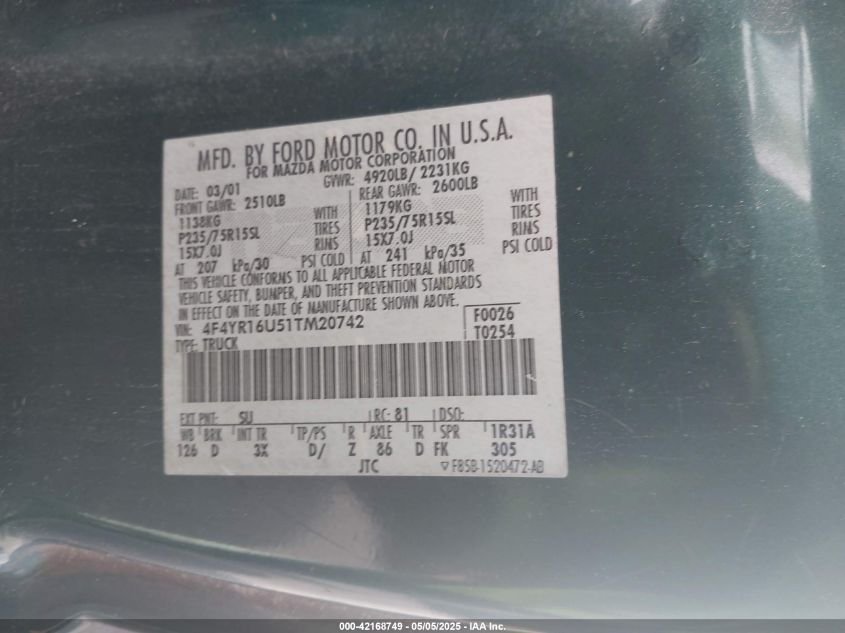 MFD. BY FORD MOTOR CO. IN U.S.A.
FOR MAZDA MOTOR CORPORATION
DATE: 03/01 GVWR: 4920LB/ 2231KG
FRONT GAWR: 2510LB REAR GAWR: 2600LB
1138KG WITH 1179KG WITH
P235/75R15SL TIRES P235/75R15SL TIRES
15X7.0J RIMS 15X7.0J RIMS
AT 207 kPa/30 PSI COLD AT 241 kPa/35 PSI COLD
THIS VEHICLE CONFORMS TO ALL APPLICABLE FEDERAL MOTOR
VEHICLE SAFETY, BUMPER, AND THEFT PREVENTION STANDARDS
IN EFFECT ON THE DATE OF MANUFACTURE SHOWN ABOVE.
VIN: 4F4YR16U51TM20742 F0026
TYPE: TRUCK T0254
EXT PNT: SU RC: 81 DSO:
WB BRK INT TR TP/PS R AXLE TR SPR 1R31A
126 D 3X D/ Z 86 D FK 305
JTC F85B-1520472-AB
000-42168749 - 05/05/2025 - IAA Inc.